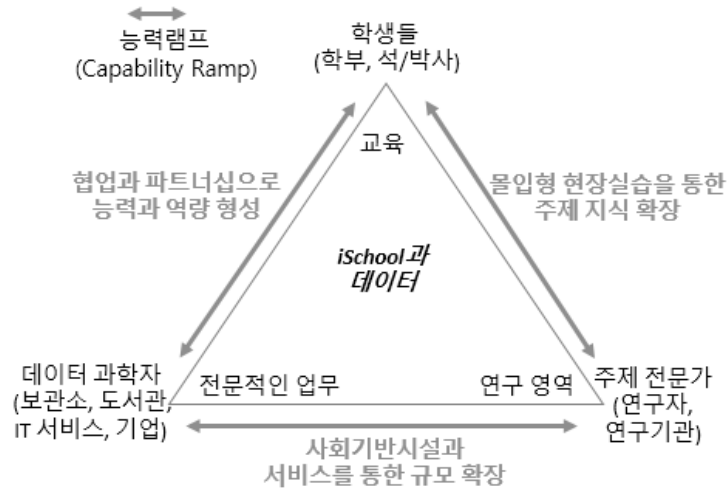 능력램프
(Capability Ramp)
학생들
(학부, 석/박사)
교육
협업과 파트너십으로
능력과 역량 형성
몰입형 현장실습을 통한
주제 지식 확장
iSchool과
데이터
데이터 과학자
(보관소, 도서관,
IT 서비스, 기업)
전문적인 업무
연구 영역
주제 전문가
(연구자,
연구기관)
사회기반시설과
서비스를 통한 규모 확장